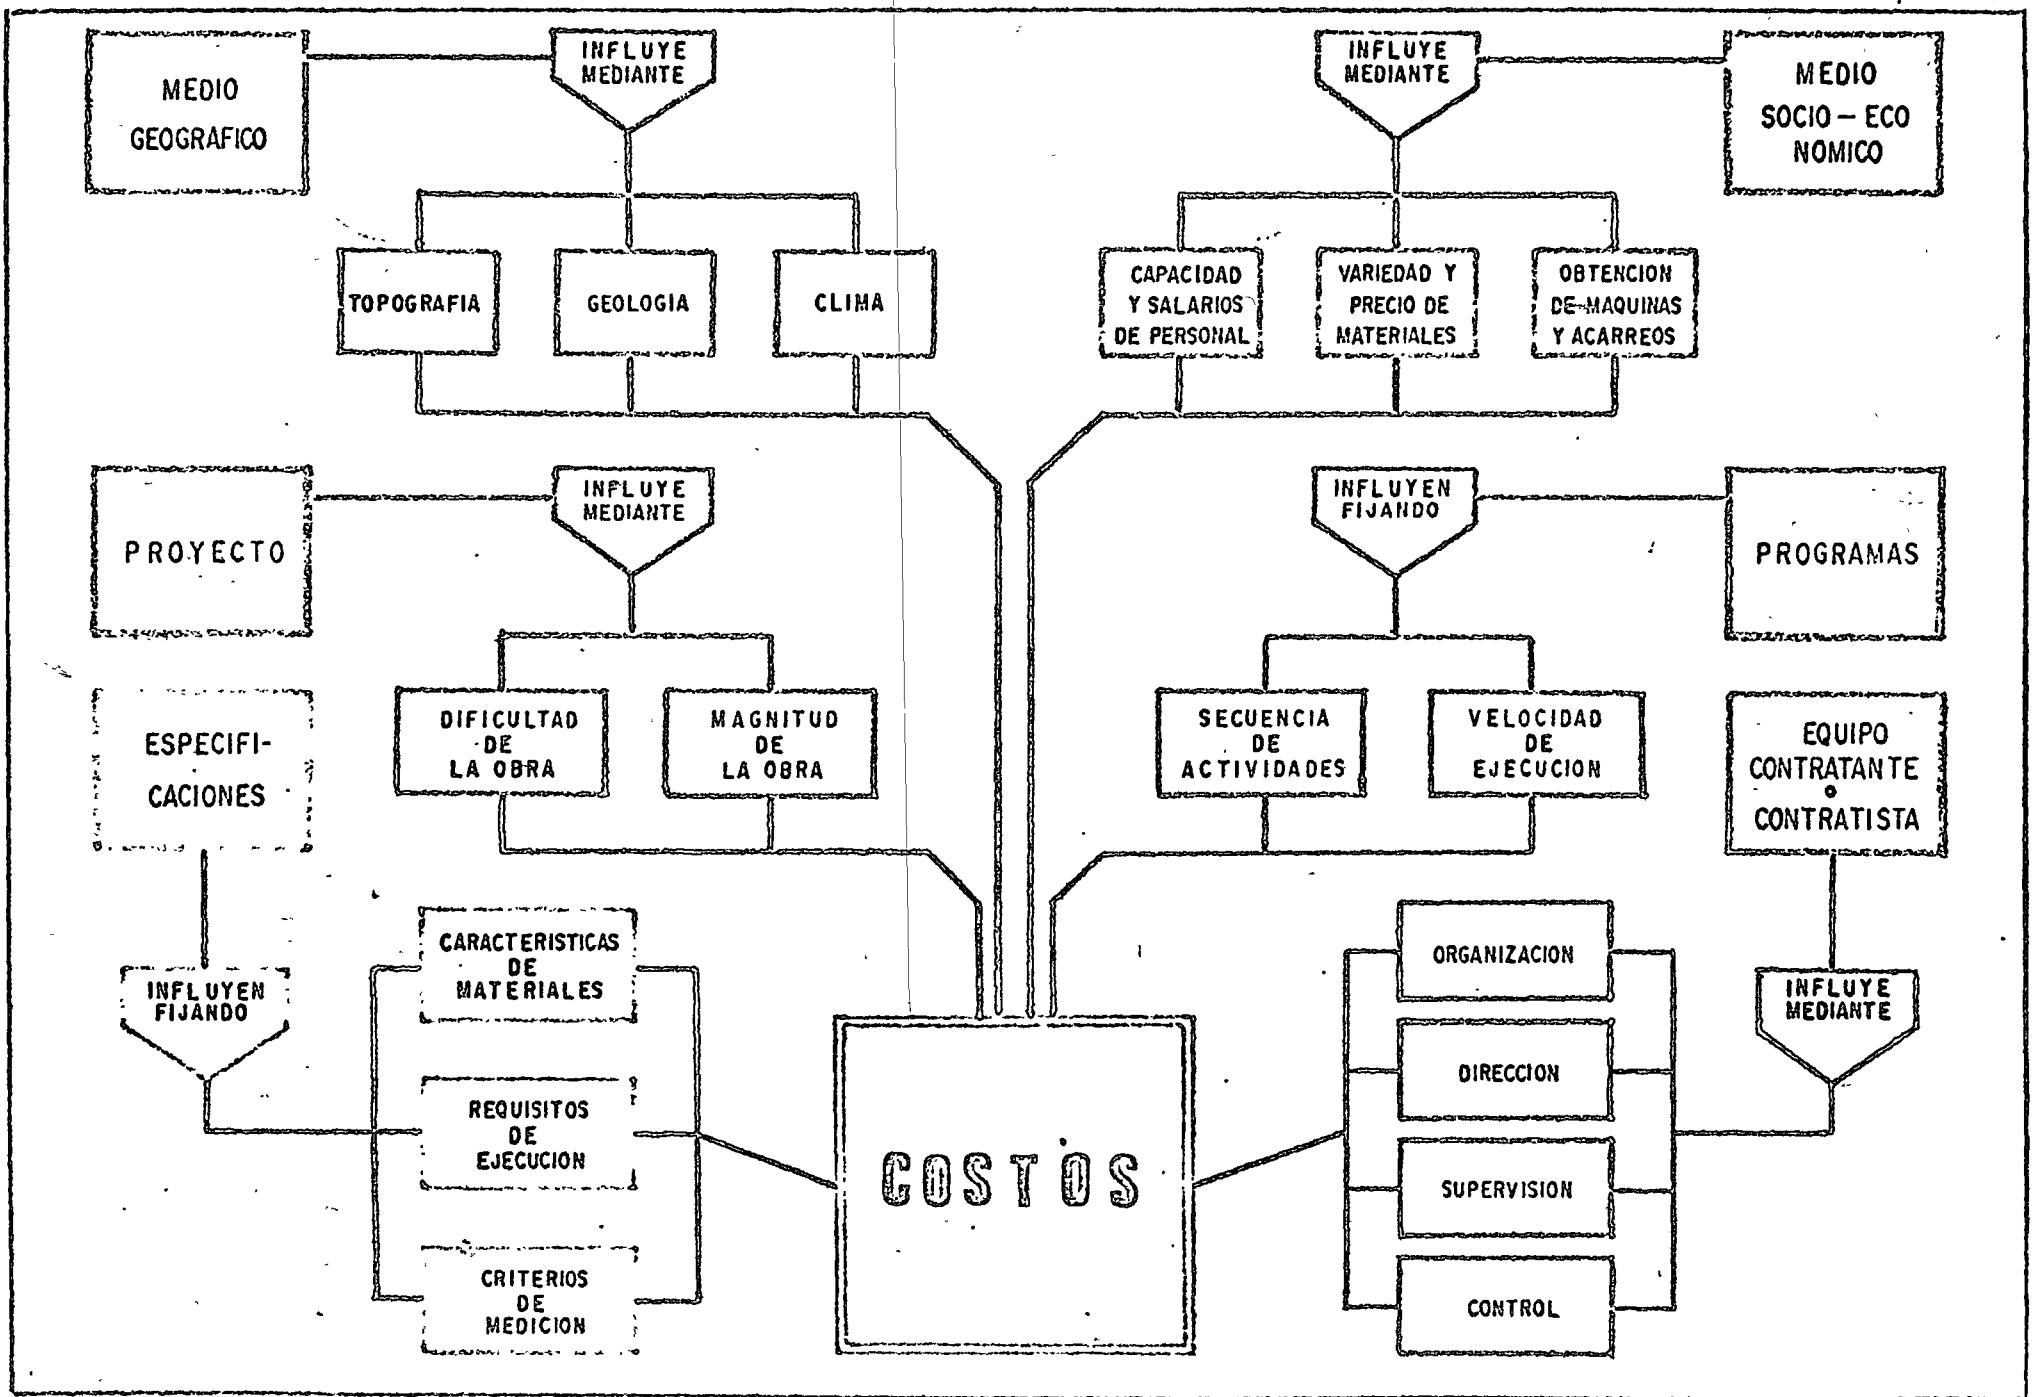 MEDIO
GEOGRAFICO
INFLUYE
MEDIANTE
TOPOGRAFIA
GEOLOGIA
CLIMA
INFLUYE
MEDIANTE
MEDIO
SOCIO - ECO
NOMICO
CAPACIDAD
Y SALARIOS
DE PERSONAL
VARIEDAD Y
PRECIO DE
MATERIALES
OBTENCION
DE MAQUINAS
Y ACARREOS
PROYECTO
INFLUYE
MEDIANTE
DIFICULTAD
DE
LA OBRA
MAGNITUD
DE
LA OBRA
INFLUYEN
FIJANDO
PROGRAMAS
SECUENCIA
DE
ACTIVIDADES
VELOCIDAD
DE
EJECUCION
ESPECIFI-
CACIONES
INFLUYEN
FIJANDO
CARACTERISTICAS
DE
MATERIALES
REQUISITOS
DE
EJECUCION
CRITERIOS
DE
MEDICION
COSTOS
EQUIPO
CONTRATANTE
o
CONTRATISTA
INFLUYE
MEDIANTE
ORGANIZACION
DIRECCION
SUPERVISION
CONTROL